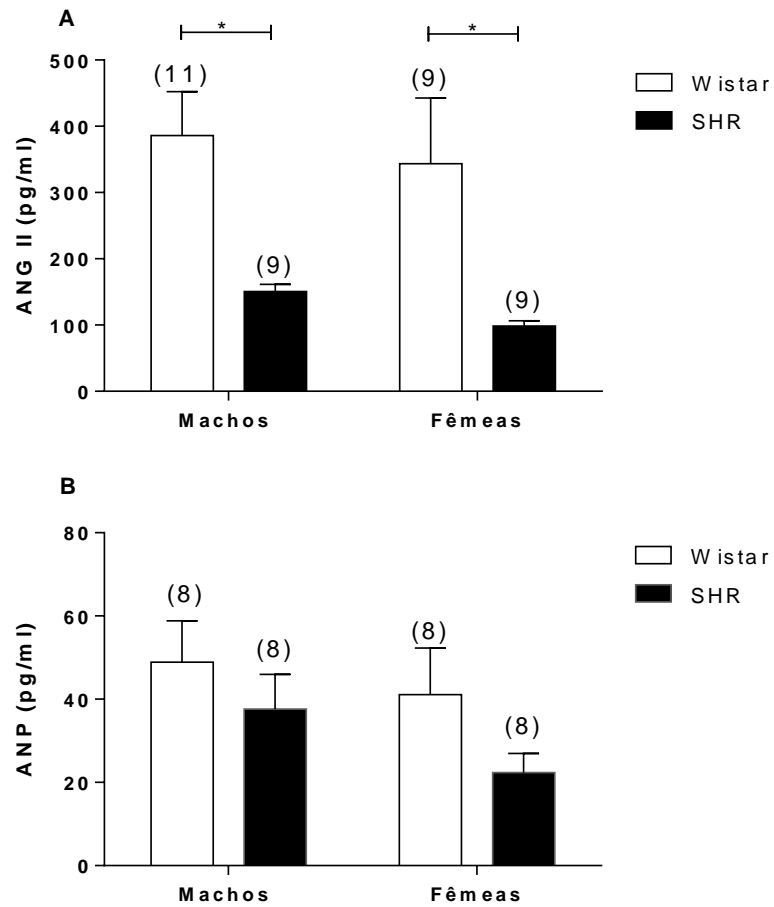 A
* *
500
400
300
200
100
0
ANG II (pg/ml)
(11)
(9)
(9)
(9)
Machos Fêmeas
Wistar
SHR
B
80
60
40
20
0
ANP (pg/ml)
(8)
(8)
(8)
(8)
Machos Fêmeas
Wistar
SHR